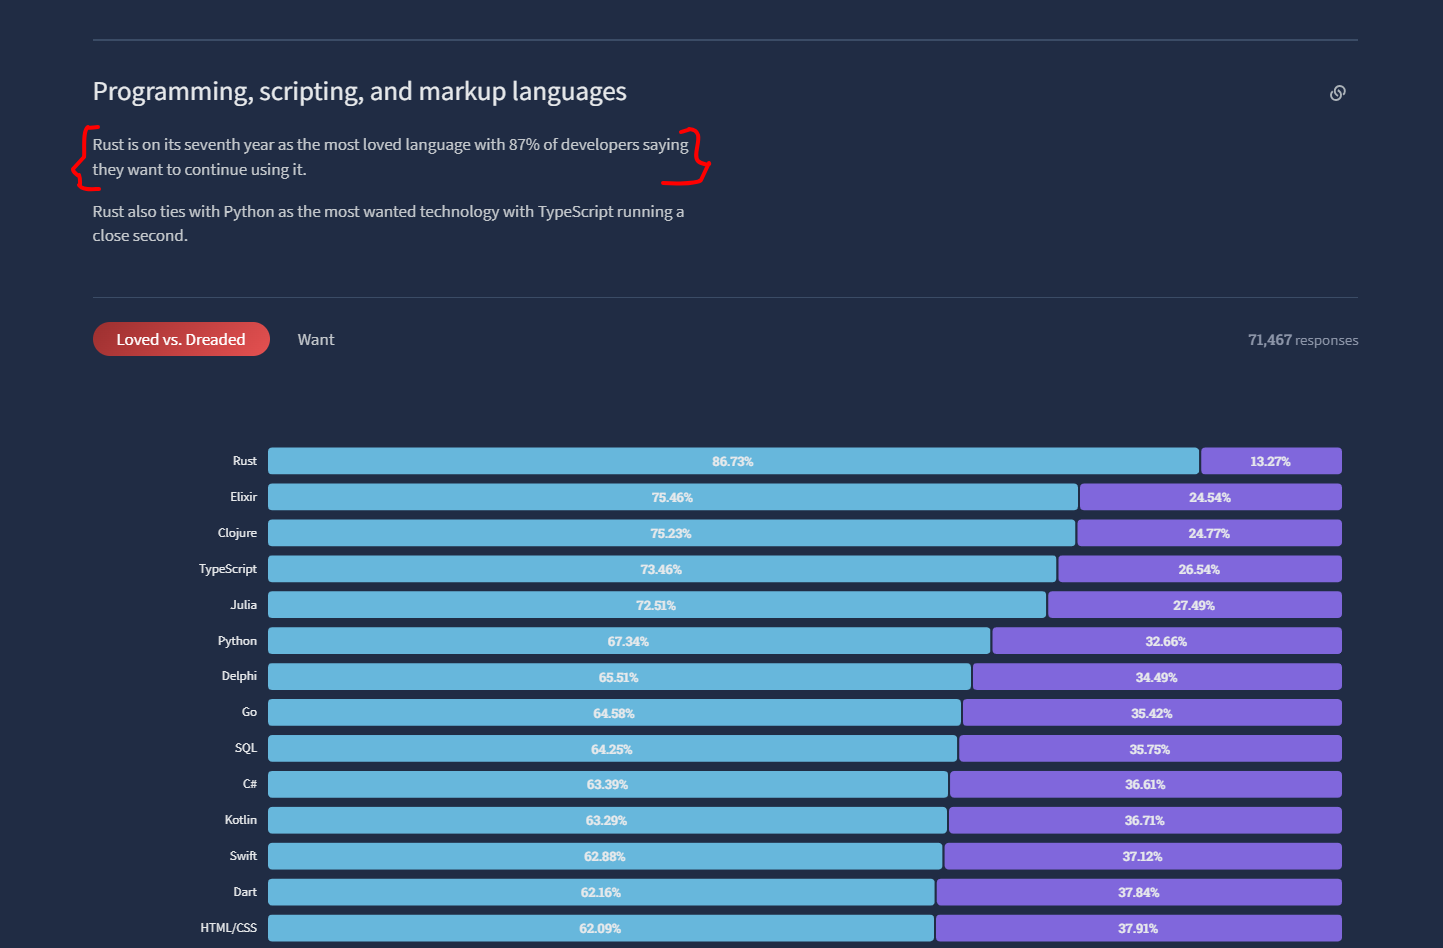 Programming, scripting, and markup languages
Rust is on its seventh year as the most loved language with 87% of developers saying
they want to continue using it.
Rust also ties with Python as the most wanted technology with TypeScript running a
close second.
Loved vs. Dreaded Want 71,467 responses
Rust 86.73% 13.27%
Elixir 75.46% 24.54%
Clojure 75.23% 24.77%
TypeScript 73.46% 26.54%
Julia 72.51% 27.49%
Python 67.34% 32.66%
Delphi 65.51% 34.49%
Go 64.58% 35.42%
SQL 64.25% 35.75%
C# 63.39% 36.61%
Kotlin 63.29% 36.71%
Swift 62.88% 37.12%
Dart 62.16% 37.84%
HTML/CSS 62.09% 37.91%